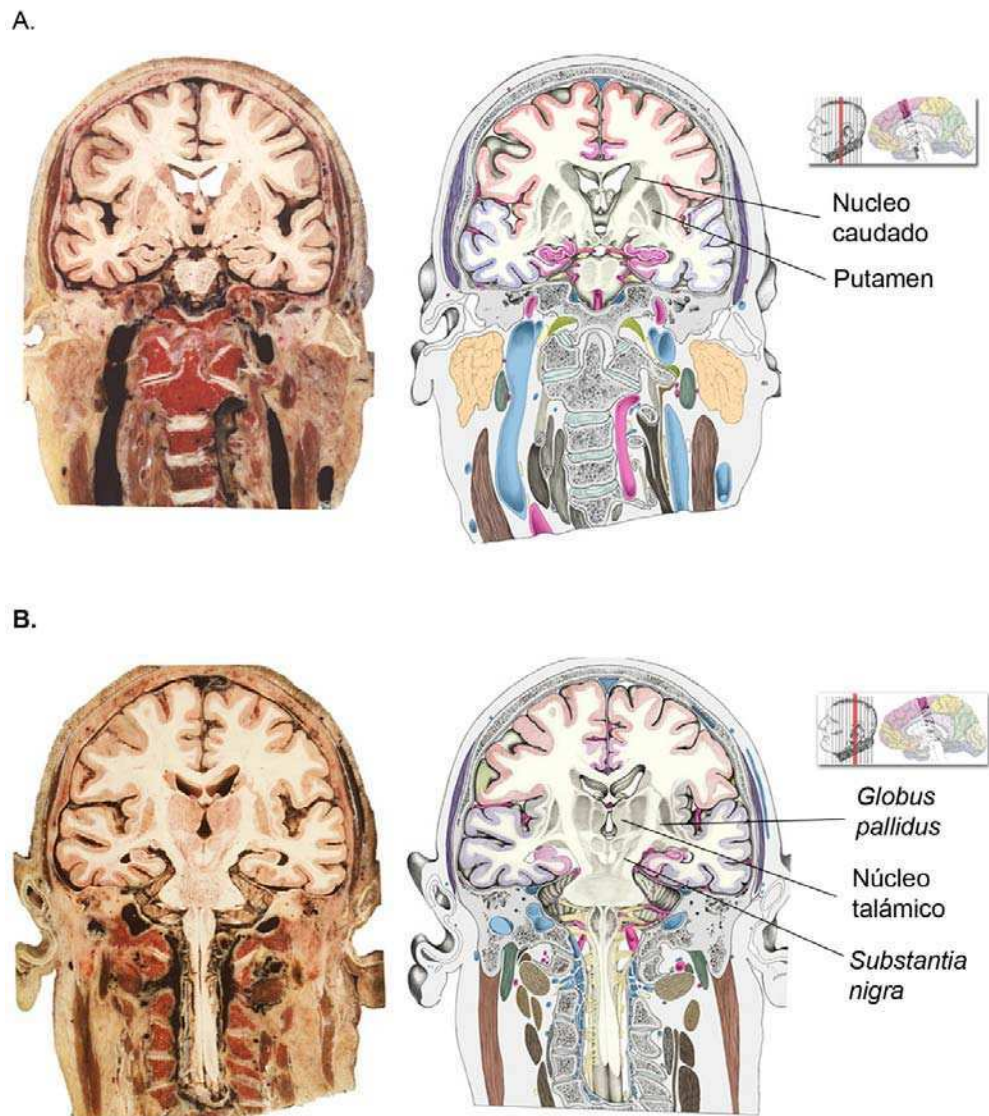 A.
Nucleo
caudado
Putamen
B.
Globus
pallidus
Núcleo
talámico
Substantia
nigra